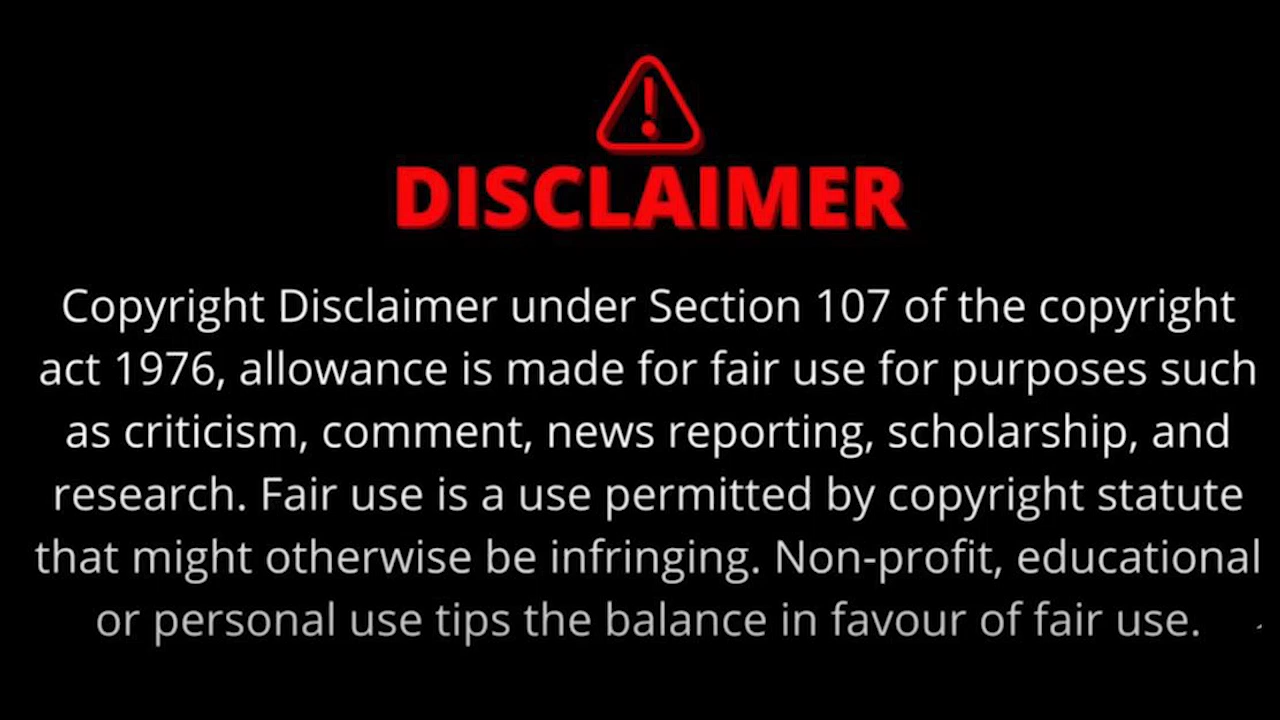 DISCLAIMER
Copyright Disclaimer under Section 107 of the copyright
act 1976, allowance is made for fair use for purposes such
as criticism, comment, news reporting, scholarship, and
research. Fair use is a use permitted by copyright statute
that might otherwise be infringing. Non-profit, educational
or personal use tips the balance in favour of fair use.